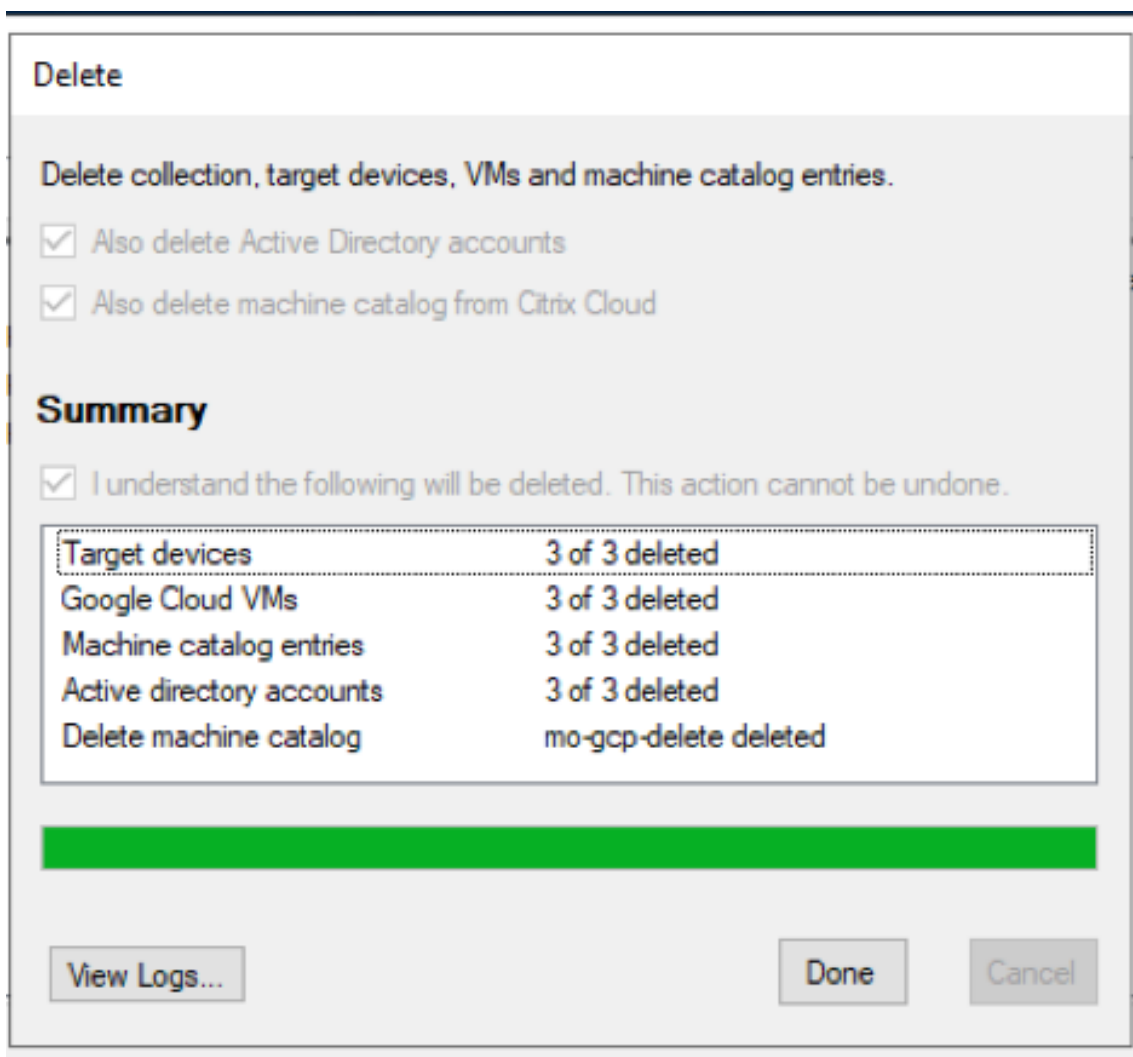 Delete
Delete collection, target devices, VMs and machine catalog entries.
Also delete Active Directory accounts
Also delete machine catalog from Citrix Cloud
Summary
I understand the following will be deleted. This action cannot be undone.
Target devices 3 of 3 deleted
Google Cloud VMs 3 of 3 deleted
Machine catalog entries 3 of 3 deleted
Active directory accounts 3 of 3 deleted
Delete machine catalog mo-gcp-delete deleted
View Logs... Done Cancel